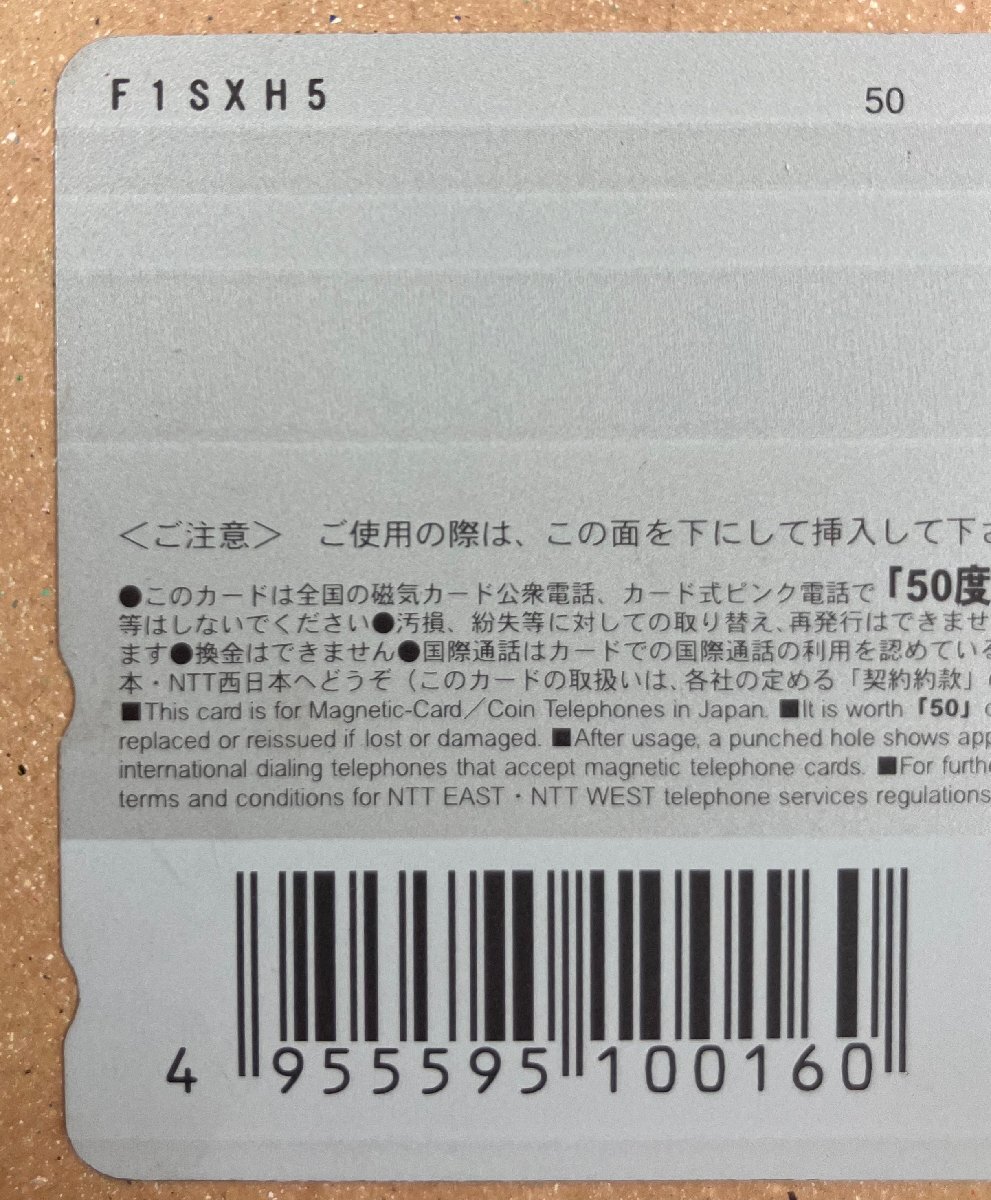 F1SXH5 50
＜ご注意＞ ご使用の際は、この面を下にして挿入して下
●このカードは全国の磁気カード公衆電話、カード式ピンク電話で「50度
等はしないでください●汚損、紛失等に対しての取り替え、再発行はできませ
ます●換金はできません●国際通話はカードでの国際通話の利用を認めている
本・NTT西日本へどうぞ（このカードの取扱いは、各社の定める「契約約款」
■This card is for Magnetic-Card／Coin Telephones in Japan. ■It is worth「50」
replaced or reissued if lost or damaged. ■After usage, a punched hole shows
international dialing telephones that accept magnetic telephone cards. ■For
terms and conditions for NTT EAST・NTT WEST telephone services regulations
4 955595 100160